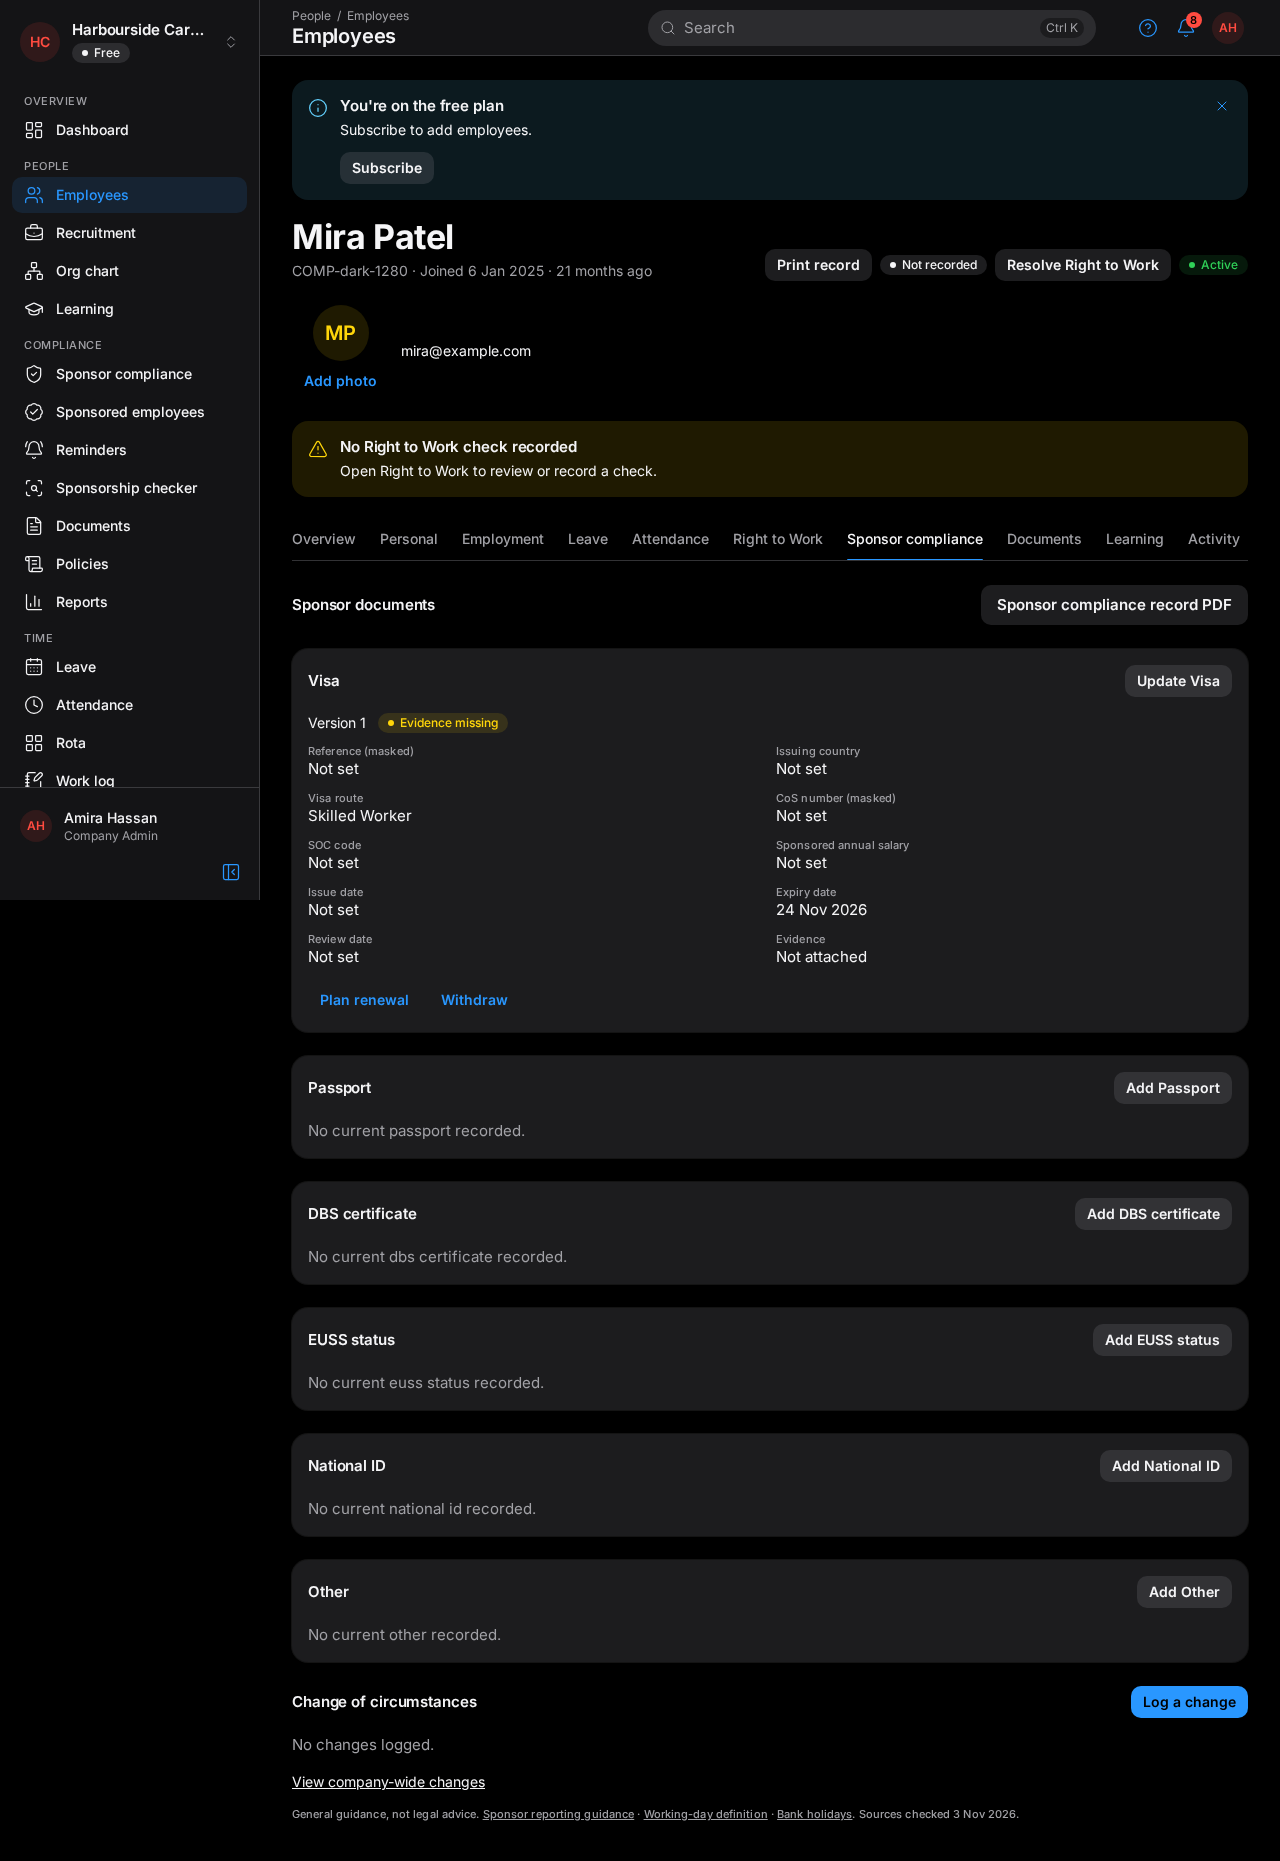 HC
Harbourside Car...
Free
OVERVIEW
Dashboard
PEOPLE
Employees
Recruitment
Org chart
Learning
COMPLIANCE
Sponsor compliance
Sponsored employees
Reminders
Sponsorship checker
Documents
Policies
Reports
TIME
Leave
Attendance
Rota
Work log
AH
Amira Hassan
Company Admin
People / Employees
Employees
Search
Ctrl K
8
AH
You're on the free plan
Subscribe to add employees.
Subscribe
Mira Patel
COMP-dark-1280 · Joined 6 Jan 2025 · 21 months ago
Print record
Not recorded
Resolve Right to Work
Active
MP
mira@example.com
Add photo
No Right to Work check recorded
Open Right to Work to review or record a check.
Overview Personal Employment Leave Attendance Right to Work Sponsor compliance Documents Learning Activity
Sponsor documents
Sponsor compliance record PDF
Visa
Update Visa
Version 1
Evidence missing
Reference (masked)
Not set
Issuing country
Not set
Visa route
Skilled Worker
CoS number (masked)
Not set
SOC code
Not set
Sponsored annual salary
Not set
Issue date
Not set
Expiry date
24 Nov 2026
Review date
Not set
Evidence
Not attached
Plan renewal
Withdraw
Passport
Add Passport
No current passport recorded.
DBS certificate
Add DBS certificate
No current dbs certificate recorded.
EUSS status
Add EUSS status
No current euss status recorded.
National ID
Add National ID
No current national id recorded.
Other
Add Other
No current other recorded.
Change of circumstances
Log a change
No changes logged.
View company-wide changes
General guidance, not legal advice. Sponsor reporting guidance · Working-day definition · Bank holidays. Sources checked 3 Nov 2026.